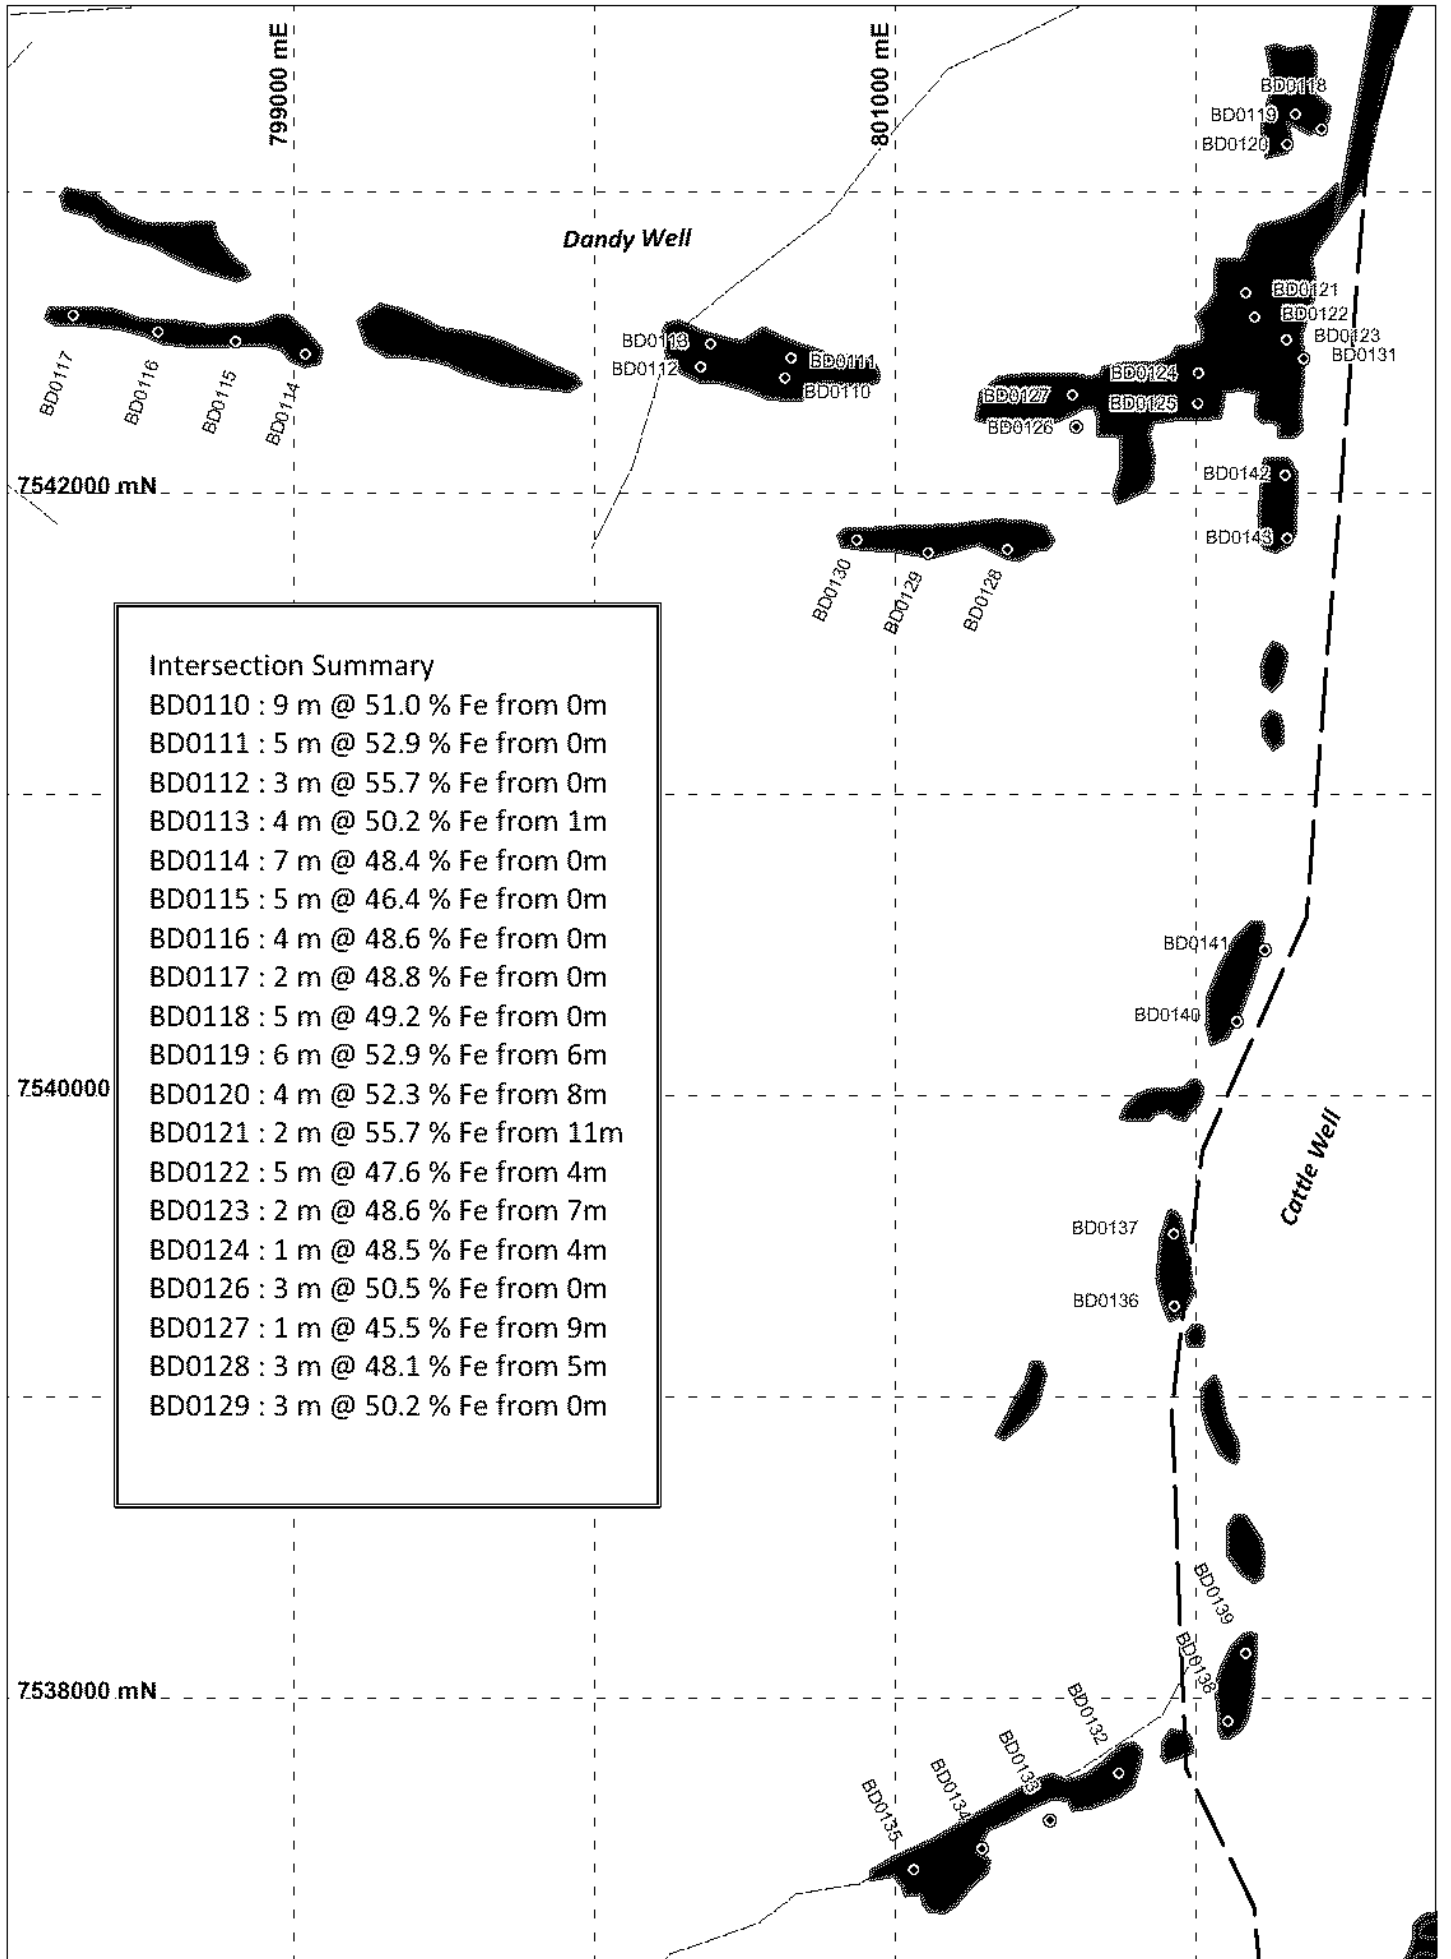 799000 mE
801000 mE
BD0118
BD0119
BD0120
Dandy Well
BD0121
BD0122
BD0123
BD0131
BD0113
BD0112
BD0111
BD0110
BD0124
BD0127
BD0125
BD0126
BD0117
BD0116
BD0115
BD0114
BD0142
7542000 mN
BD0143
BD0130
BD0129
BD0128
Intersection Summary
BD0110 : 9 m @ 51.0 % Fe from 0m
BD0111 : 5 m @ 52.9 % Fe from 0m
BD0112 : 3 m @ 55.7 % Fe from 0m
BD0113 : 4 m @ 50.2 % Fe from 1m
BD0114 : 7 m @ 48.4 % Fe from 0m
BD0115 : 5 m @ 46.4 % Fe from 0m
BD0116 : 4 m @ 48.6 % Fe from 0m
BD0117 : 2 m @ 48.8 % Fe from 0m
BD0118 : 5 m @ 49.2 % Fe from 0m
BD0119 : 6 m @ 52.9 % Fe from 6m
BD0120 : 4 m @ 52.3 % Fe from 8m
BD0121 : 2 m @ 55.7 % Fe from 11m
BD0122 : 5 m @ 47.6 % Fe from 4m
BD0123 : 2 m @ 48.6 % Fe from 7m
BD0124 : 1 m @ 48.5 % Fe from 4m
BD0126 : 3 m @ 50.5 % Fe from 0m
BD0127 : 1 m @ 45.5 % Fe from 9m
BD0128 : 3 m @ 48.1 % Fe from 5m
BD0129 : 3 m @ 50.2 % Fe from 0m
BD0141
BD0140
7540000
Cattle Well
BD0137
BD0136
BD0139
BD0138
7538000 mN
BD0132
BD0133
BD0134
BD0135